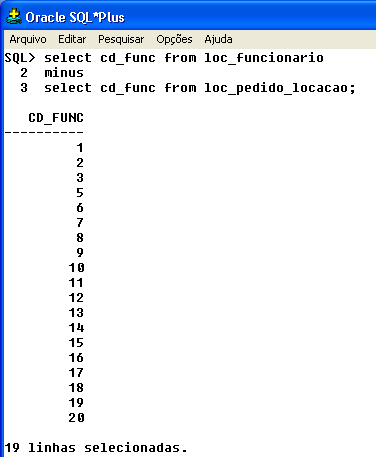 Oracle SQL*Plus
Arquivo Editar Pesquisar Opções Ajuda
SQL> select cd_func from loc_funcionario
2 minus
3 select cd_func from loc_pedido_locacao;
CD_FUNC
----------
1
2
3
5
6
7
8
9
10
11
12
13
14
15
16
17
18
19
20
19 linhas selecionadas.